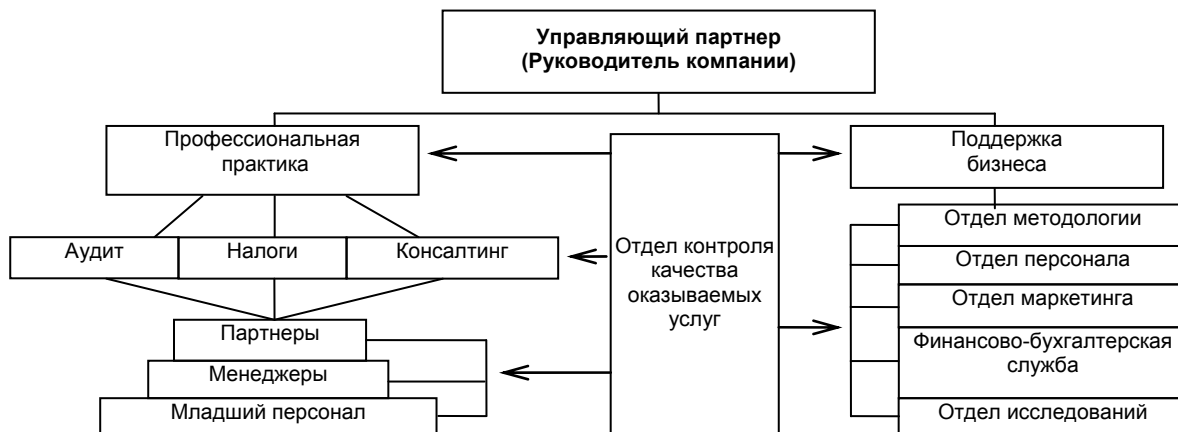 Управляющий партнер
(Руководитель компании)
Профессиональная
практика
Поддержка
бизнеса
Аудит
Налоги
Консалтинг
Партнеры
Менеджеры
Младший персонал
Отдел контроля
качества
оказываемых
услуг
Отдел методологии
Отдел персонала
Отдел маркетинга
Финансово-бухгалтерская
служба
Отдел исследований